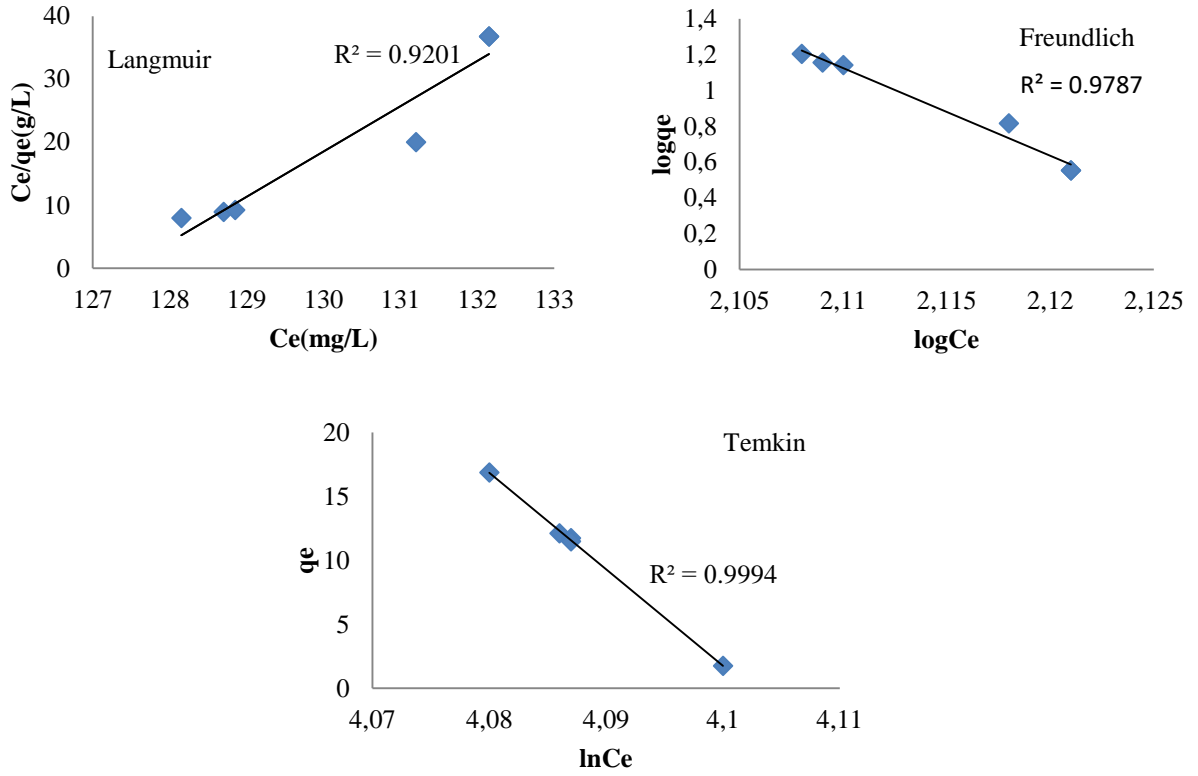 Langmuir
R² = 0.9201
40
30
20
10
0
127 128 129 130 131 132 133
Ce/qe(g/L)
Ce(mg/L)
Freundlich
R² = 0.9787
1,4
1,2
1
0,8
0,6
0,4
0,2
0
2,105 2,11 2,115 2,12 2,125
logqe
logCe
Temkin
R² = 0.9994
20
15
10
5
0
4,07 4,08 4,09 4,1 4,11
qe
lnCe